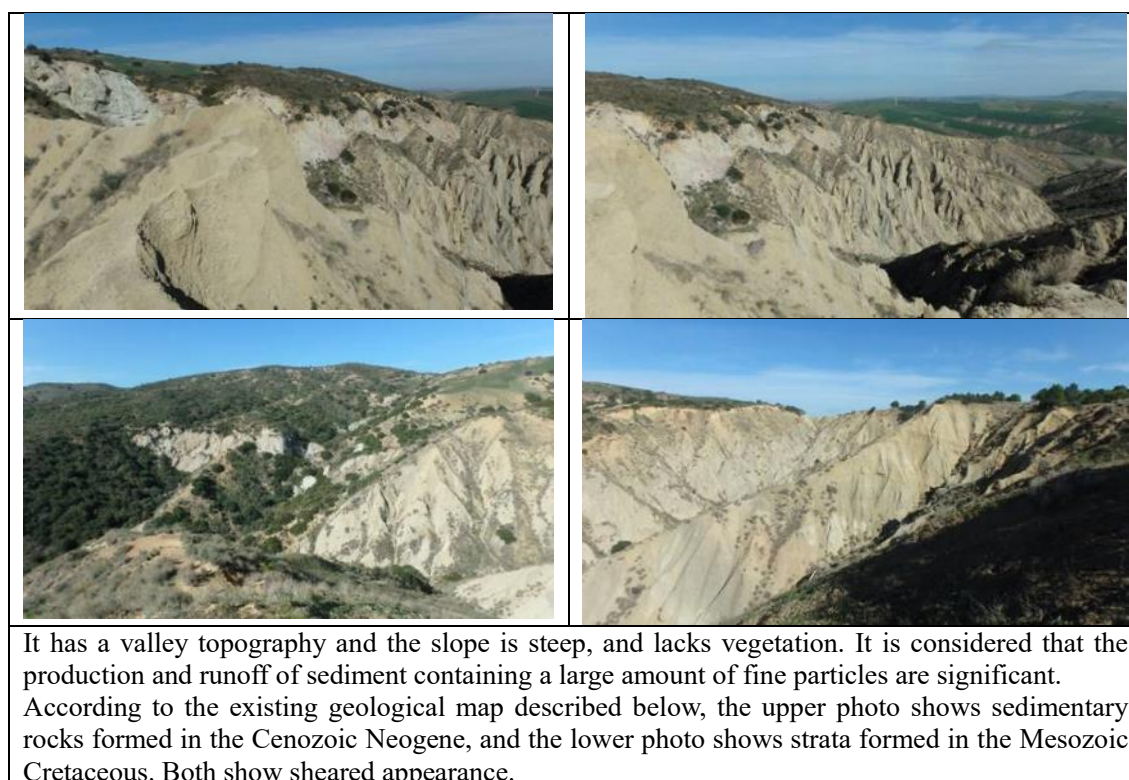 It has a valley topography and the slope is steep, and lacks vegetation. It is considered that the
production and runoff of sediment containing a large amount of fine particles are significant.
According to the existing geological map described below, the upper photo shows sedimentary
rocks formed in the Cenozoic Neogene, and the lower photo shows strata formed in the Mesozoic
Cretaceous. Both show sheared appearance.